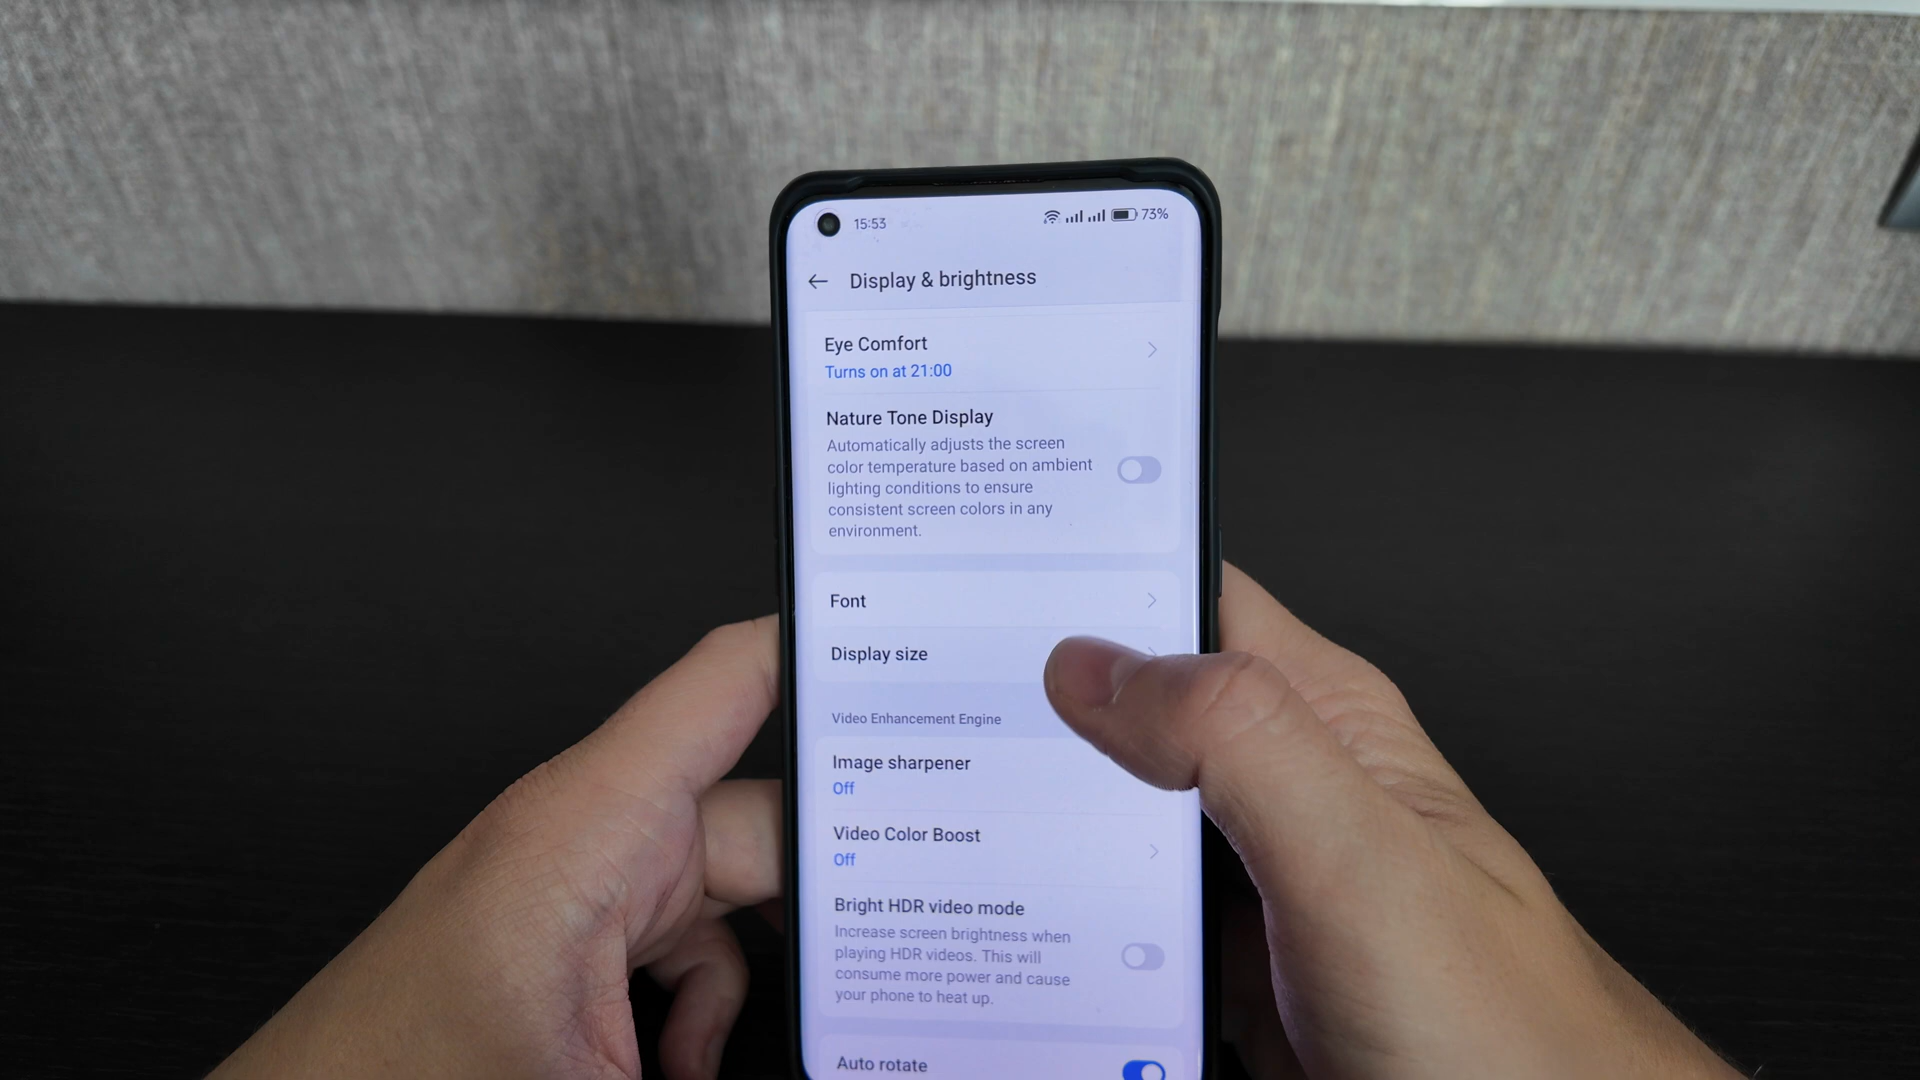 15:53
73%
Display & brightness
Eye Comfort
Turns on at 21:00
Nature Tone Display
Automatically adjusts the screen
color temperature based on ambient
lighting conditions to ensure
consistent screen colors in any
environment.
Font
Display size
Video Enhancement Engine
Image sharpener
Off
Video Color Boost
Off
Bright HDR video mode
Increase screen brightness when
playing HDR videos. This will
consume more power and cause
your phone to heat up.
Auto rotate